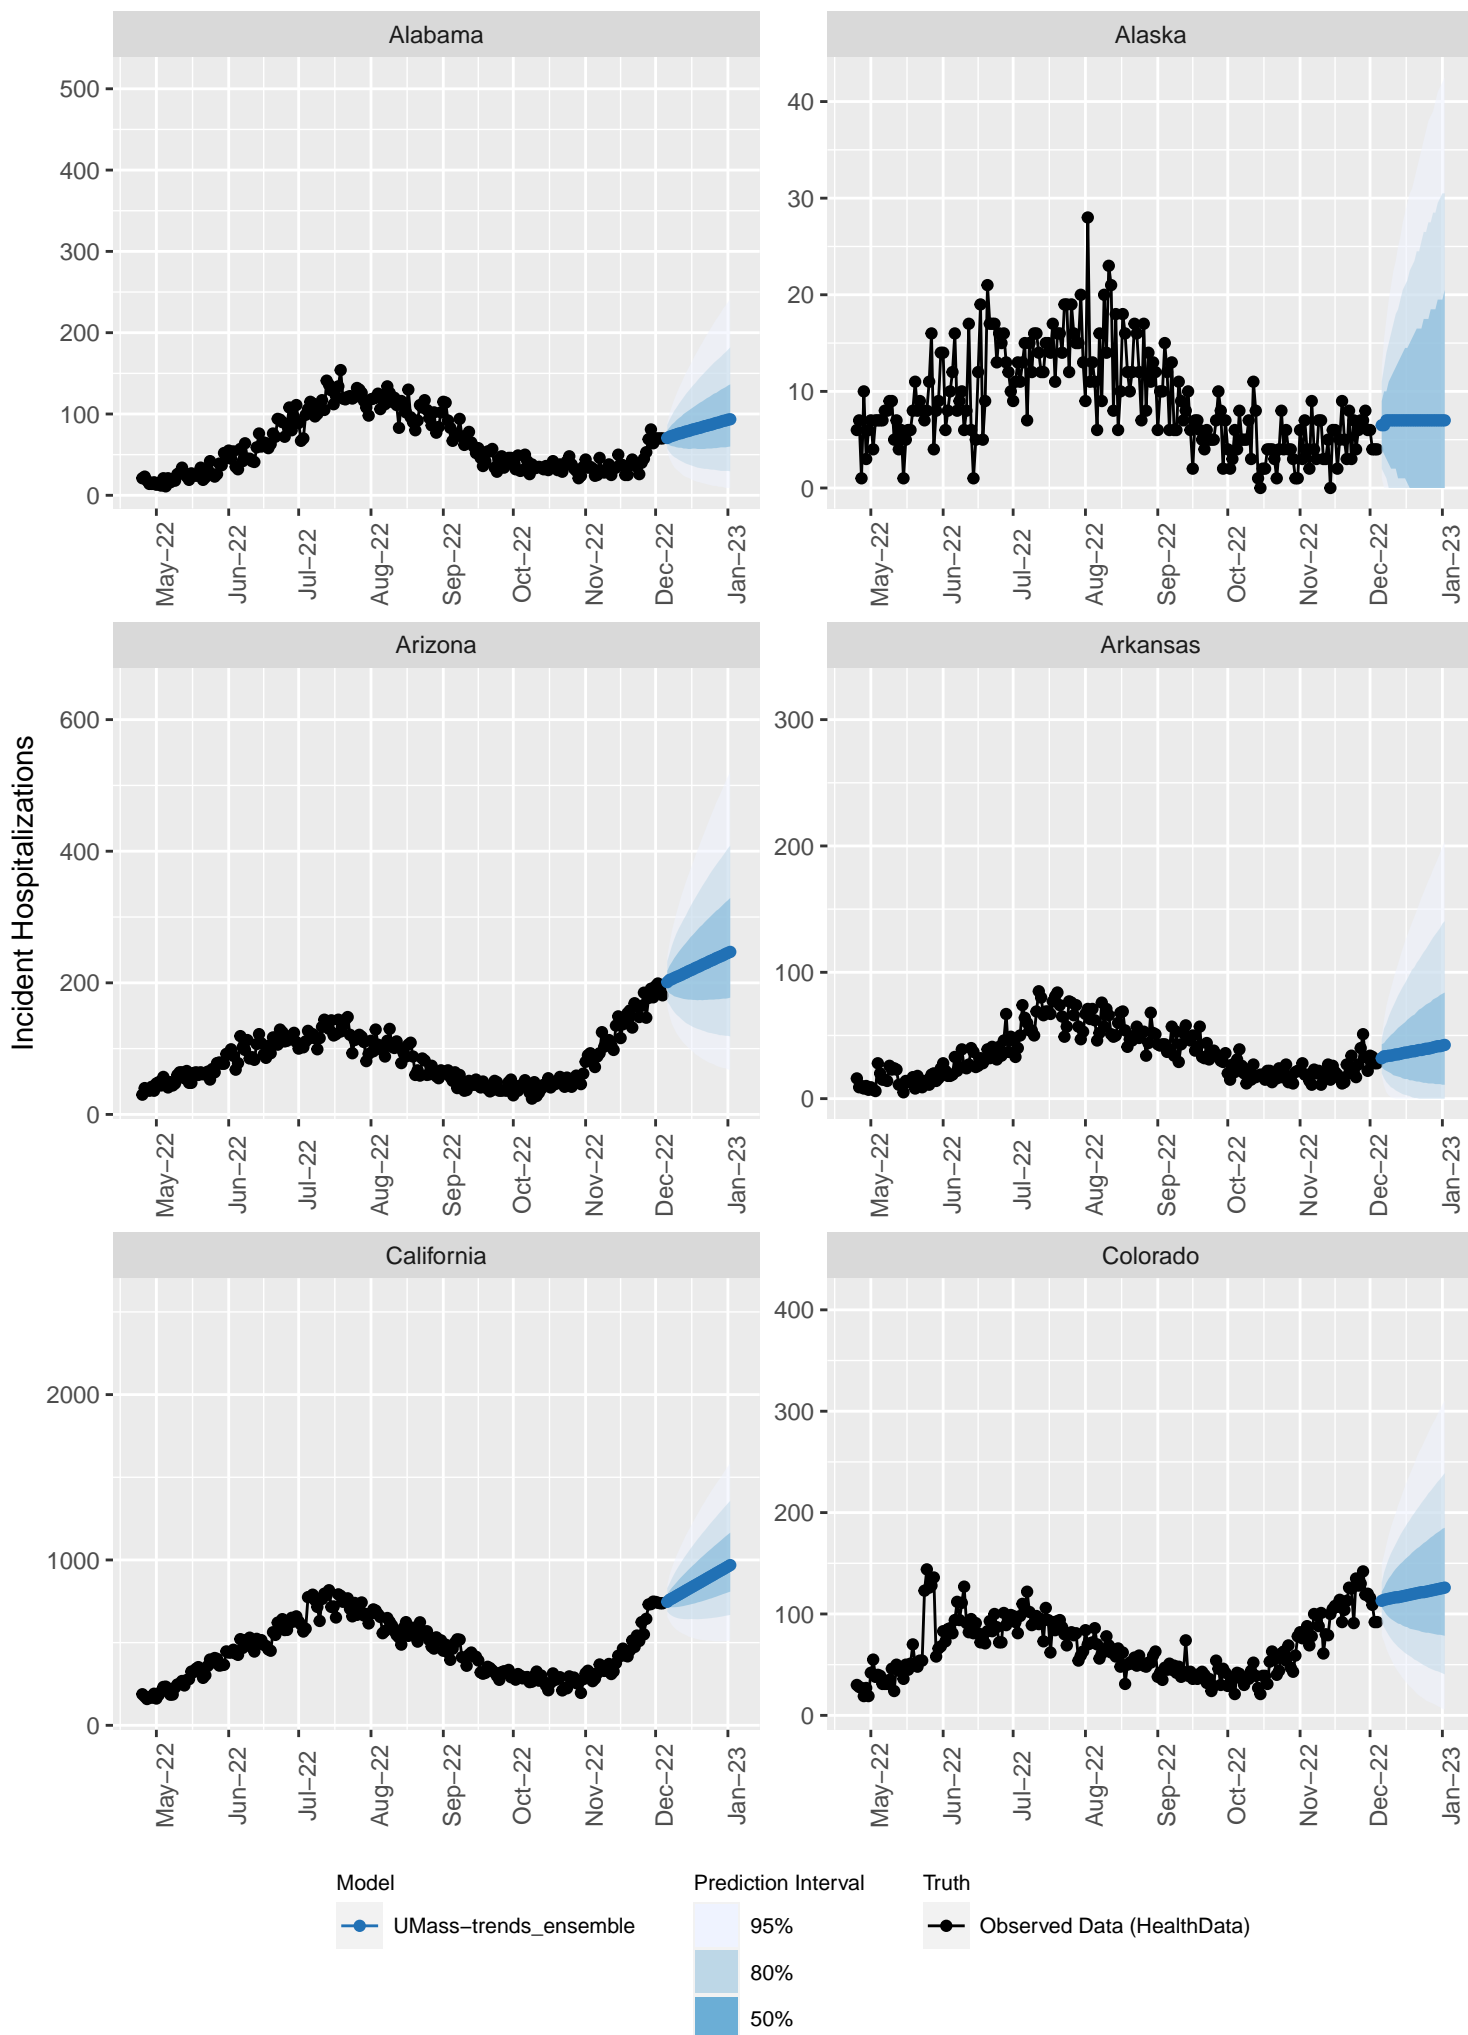 Alabama
Alaska
500
400
300
200
100
0
40
30
20
10
0
May−22
Jun−22
Jul−22
Aug−22
Sep−22
Oct−22
Nov−22
Dec−22
Jan−23
May−22
Jun−22
Jul−22
Aug−22
Sep−22
Oct−22
Nov−22
Dec−22
Jan−23
Incident Hospitalizations
Arizona
Arkansas
600
400
200
0
300
200
100
0
May−22
Jun−22
Jul−22
Aug−22
Sep−22
Oct−22
Nov−22
Dec−22
Jan−23
May−22
Jun−22
Jul−22
Aug−22
Sep−22
Oct−22
Nov−22
Dec−22
Jan−23
California
Colorado
2000
1000
0
400
300
200
100
0
May−22
Jun−22
Jul−22
Aug−22
Sep−22
Oct−22
Nov−22
Dec−22
Jan−23
May−22
Jun−22
Jul−22
Aug−22
Sep−22
Oct−22
Nov−22
Dec−22
Jan−23
Model
UMass−trends_ensemble
Prediction Interval
95%
80%
50%
Truth
Observed Data (HealthData)